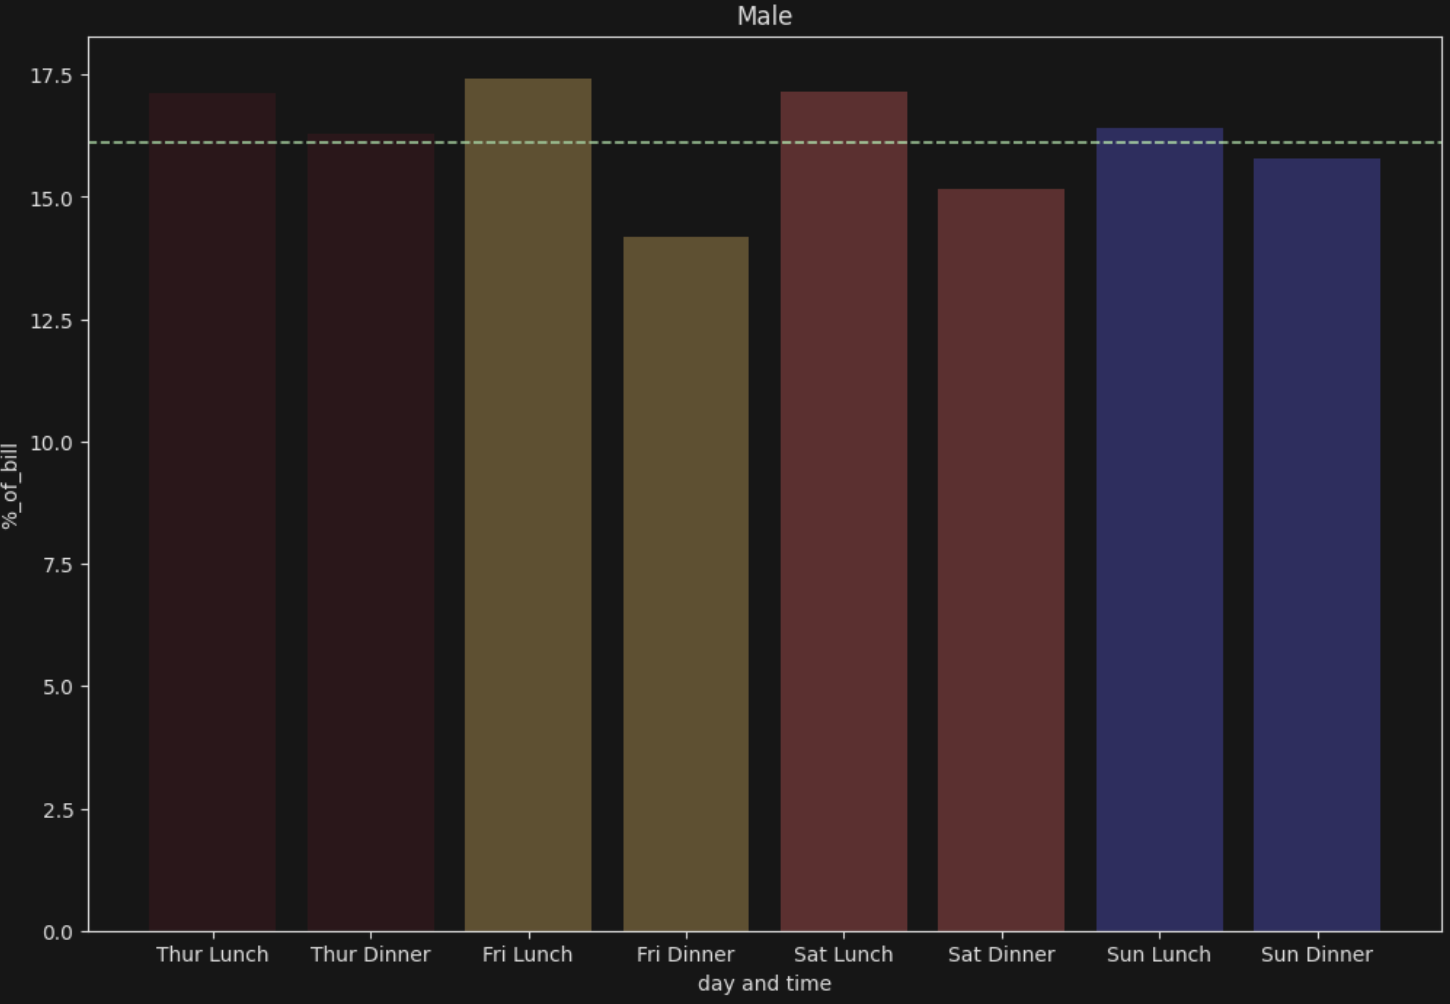 Male
17.5
15.0
12.5
10.0
7.5
5.0
2.5
0.0
%_of_bill
Thur Lunch Thur Dinner Fri Lunch Fri Dinner Sat Lunch Sat Dinner Sun Lunch Sun Dinner
day and time